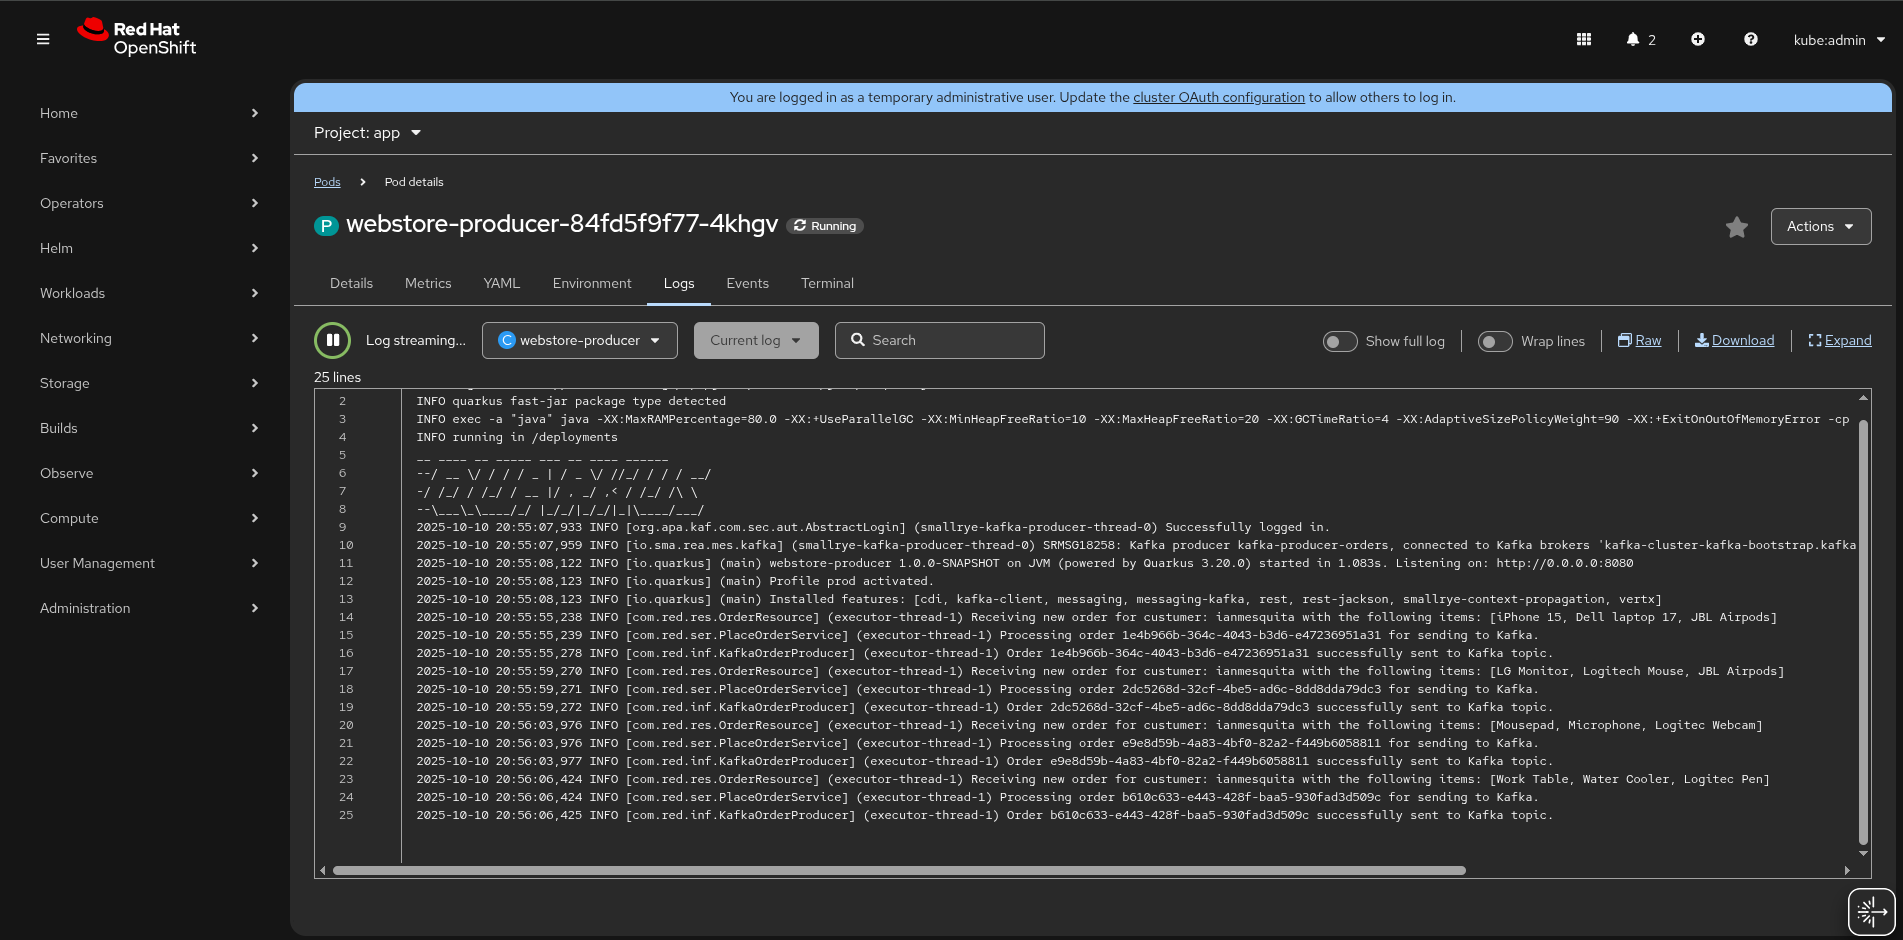 Red Hat
OpenShift
2
kube:admin
Home
Favorites
Operators
Helm
Workloads
Networking
Storage
Builds
Observe
Compute
User Management
Administration
You are logged in as a temporary administrative user. Update the cluster OAuth configuration to allow others to log in.
Project: app
Pods
Pod details
P webstore-producer-84fd5f9f77-4khgv Running
Actions
Details Metrics YAML Environment Logs Events Terminal
Log streaming... C webstore-producer Current log Search Show full log Wrap lines Raw Download Expand
25 lines
2 INFO quarkus fast-jar package type detected
3 INFO exec -a "java" java -XX:MaxRAMPercentage=80.0 -XX:+UseParallelGC -XX:MinHeapFreeRatio=10 -XX:MaxHeapFreeRatio=20 -XX:GCTimeRatio=4 -XX:AdaptiveSizePolicyWeight=90 -XX:+ExitOnOutOfMemoryError -cp
4 INFO running in /deployments
5 __ ____ __ _____ ___ __ ____ ______
6 --/ __ \/ / / / _ | / _ \/ //_/ / / / __/
7 -/ /_/ / /_/ / __ |/ , _/ ,< / /_/ /\ \
8 --\___\_\____/_/ |_/_/|_/_/|_|\____/___/
9 2025-10-10 20:55:07,933 INFO [org.apa.kaf.com.sec.aut.AbstractLogin] (smallrye-kafka-producer-thread-0) Successfully logged in.
10 2025-10-10 20:55:07,959 INFO [io.sma.rea.mes.kafka] (smallrye-kafka-producer-thread-0) SRMSG18258: Kafka producer kafka-producer-orders, connected to Kafka brokers 'kafka-cluster-kafka-bootstrap.kafka
11 2025-10-10 20:55:08,122 INFO [io.quarkus] (main) webstore-producer 1.0.0-SNAPSHOT on JVM (powered by Quarkus 3.20.0) started in 1.083s. Listening on: http://0.0.0.0:8080
12 2025-10-10 20:55:08,123 INFO [io.quarkus] (main) Profile prod activated.
13 2025-10-10 20:55:08,123 INFO [io.quarkus] (main) Installed features: [cdi, kafka-client, messaging, messaging-kafka, rest, rest-jackson, smallrye-context-propagation, vertx]
14 2025-10-10 20:55:55,238 INFO [com.red.res.OrderResource] (executor-thread-1) Receiving new order for custumer: ianmesquita with the following items: [iPhone 15, Dell laptop 17, JBL Airpods]
15 2025-10-10 20:55:55,239 INFO [com.red.ser.PlaceOrderService] (executor-thread-1) Processing order 1e4b966b-364c-4043-b3d6-e47236951a31 for sending to Kafka.
16 2025-10-10 20:55:55,278 INFO [com.red.inf.KafkaOrderProducer] (executor-thread-1) Order 1e4b966b-364c-4043-b3d6-e47236951a31 successfully sent to Kafka topic.
17 2025-10-10 20:55:59,270 INFO [com.red.res.OrderResource] (executor-thread-1) Receiving new order for custumer: ianmesquita with the following items: [LG Monitor, Logitech Mouse, JBL Airpods]
18 2025-10-10 20:55:59,271 INFO [com.red.ser.PlaceOrderService] (executor-thread-1) Processing order 2dc5268d-32cf-4be5-ad6c-8dd8dda79dc3 for sending to Kafka.
19 2025-10-10 20:55:59,272 INFO [com.red.inf.KafkaOrderProducer] (executor-thread-1) Order 2dc5268d-32cf-4be5-ad6c-8dd8dda79dc3 successfully sent to Kafka topic.
20 2025-10-10 20:56:03,976 INFO [com.red.res.OrderResource] (executor-thread-1) Receiving new order for custumer: ianmesquita with the following items: [Mousepad, Microphone, Logitec Webcam]
21 2025-10-10 20:56:03,976 INFO [com.red.ser.PlaceOrderService] (executor-thread-1) Processing order e9e8d59b-4a83-4bf0-82a2-f449b6058811 for sending to Kafka.
22 2025-10-10 20:56:03,977 INFO [com.red.inf.KafkaOrderProducer] (executor-thread-1) Order e9e8d59b-4a83-4bf0-82a2-f449b6058811 successfully sent to Kafka topic.
23 2025-10-10 20:56:06,424 INFO [com.red.res.OrderResource] (executor-thread-1) Receiving new order for custumer: ianmesquita with the following items: [Work Table, Water Cooler, Logitec Pen]
24 2025-10-10 20:56:06,424 INFO [com.red.ser.PlaceOrderService] (executor-thread-1) Processing order b610c633-e443-428f-baa5-930fad3d509c for sending to Kafka.
25 2025-10-10 20:56:06,425 INFO [com.red.inf.KafkaOrderProducer] (executor-thread-1) Order b610c633-e443-428f-baa5-930fad3d509c successfully sent to Kafka topic.